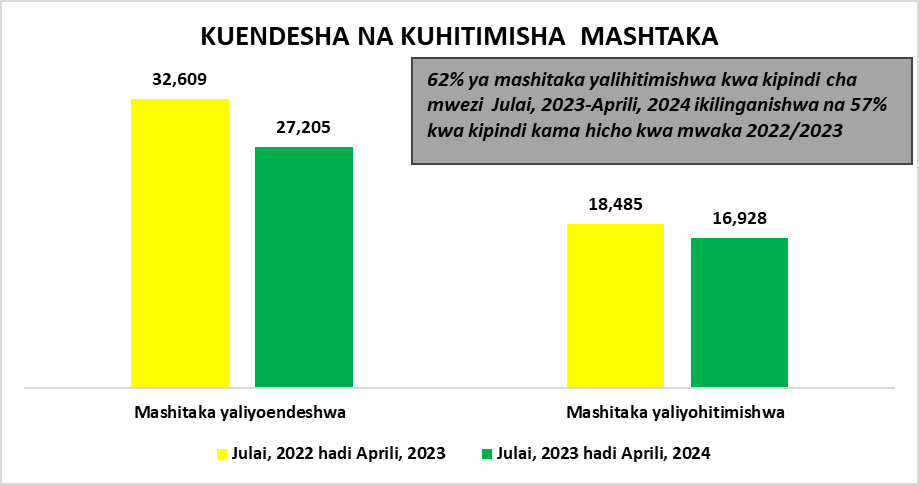 KUENDESHA NA KUHITIMISHA MASHTAKA
62% ya mashitaka yalihitimishwa kwa kipindi cha
mwezi Julai, 2023-Aprili, 2024 ikilinganishwa na 57%
kwa kipindi kama hicho kwa mwaka 2022/2023
32,609
27,205
18,485
16,928
Mashitaka yaliyoendeshwa
Mashitaka yaliyohitimishwa
Julai, 2022 hadi Aprili, 2023
Julai, 2023 hadi Aprili, 2024